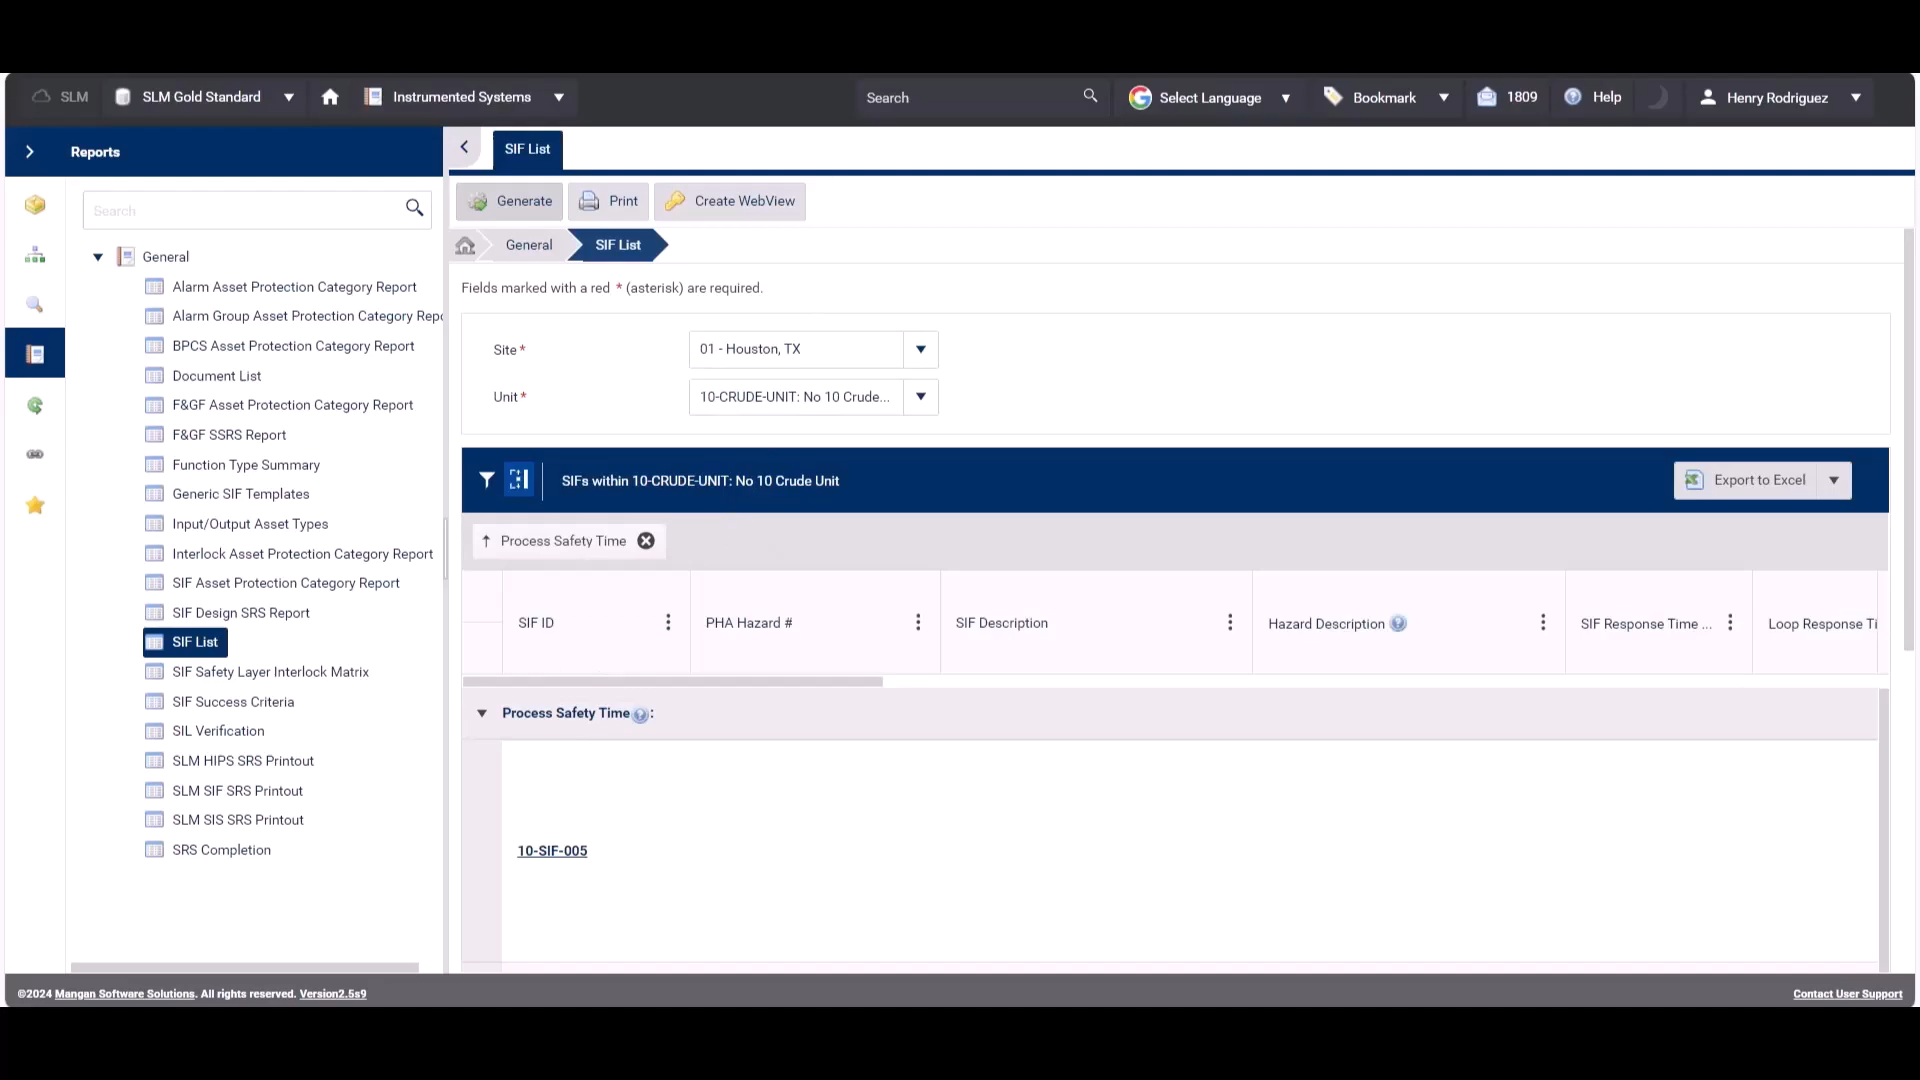 SLM
SLM Gold Standard
Instrumented Systems
Search
Select Language
Bookmark
1809
Help
Henry Rodriguez
Reports
SIF List
Search
Generate
Print
Create WebView
General
SIF List
General
Alarm Asset Protection Category Report
Alarm Group Asset Protection Category Repo
BPCS Asset Protection Category Report
Document List
F&GF Asset Protection Category Report
F&GF SSRS Report
Function Type Summary
Generic SIF Templates
Input/Output Asset Types
Interlock Asset Protection Category Report
SIF Asset Protection Category Report
SIF Design SRS Report
SIF List
SIF Safety Layer Interlock Matrix
SIF Success Criteria
SIL Verification
SLM HIPS SRS Printout
SLM SIF SRS Printout
SLM SIS SRS Printout
SRS Completion
Fields marked with a red * (asterisk) are required.
Site*
01 - Houston, TX
Unit*
10-CRUDE-UNIT: No 10 Crude...
SIFs within 10-CRUDE-UNIT: No 10 Crude Unit
Export to Excel
Process Safety Time
SIF ID
PHA Hazard #
SIF Description
Hazard Description
SIF Response Time ...
Loop Response Ti
Process Safety Time :
10-SIF-005
©2024 Mangan Software Solutions. All rights reserved. Version2.5s9
Contact User Support